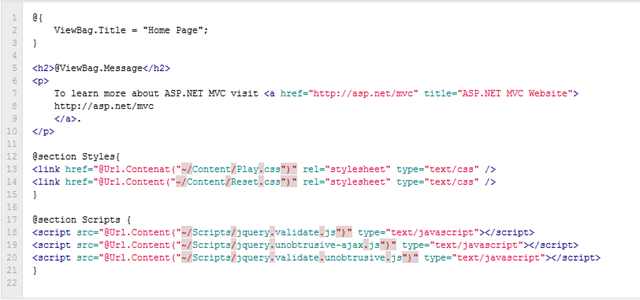 1 @{
2 ViewBag.Title = "Home Page";
3 }
4
5 <h2>@ViewBag.Message</h2>
6 <p>
7 To learn more about ASP.NET MVC visit <a href="http://asp.net/mvc" title="ASP.NET MVC Website">
8 http://asp.net/mvc
9 </a>.
10 </p>
11
12 @section Styles{
13 <link href="@Url.Contenat("~/Content/Play.css")" rel="stylesheet" type="text/css" />
14 <link href="@Url.Content("~/Content/Reset.css")" rel="stylesheet" type="text/css" />
15 }
16
17 @section Scripts {
18 <script src="@Url.Content("~/Scripts/jquery.validate.js")" type="text/javascript"></script>
19 <script src="@Url.Content("~/Scripts/jquery.unobtrusive-ajax.js")" type="text/javascript"></script>
20 <script src="@Url.Content("~/Scripts/jquery.validate.unobtrusive.js")" type="text/javascript"></script>
21 }
22